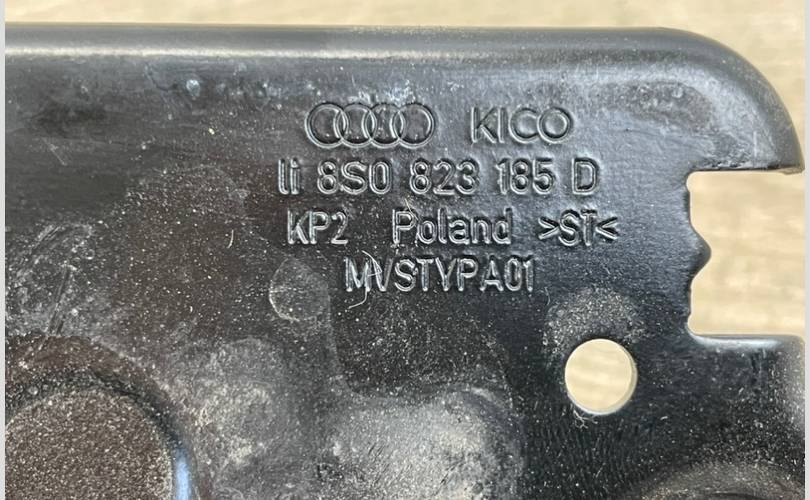 KICO
li 8S0 823 185 D
KP2 Poland >ST<
MVSTYPA01